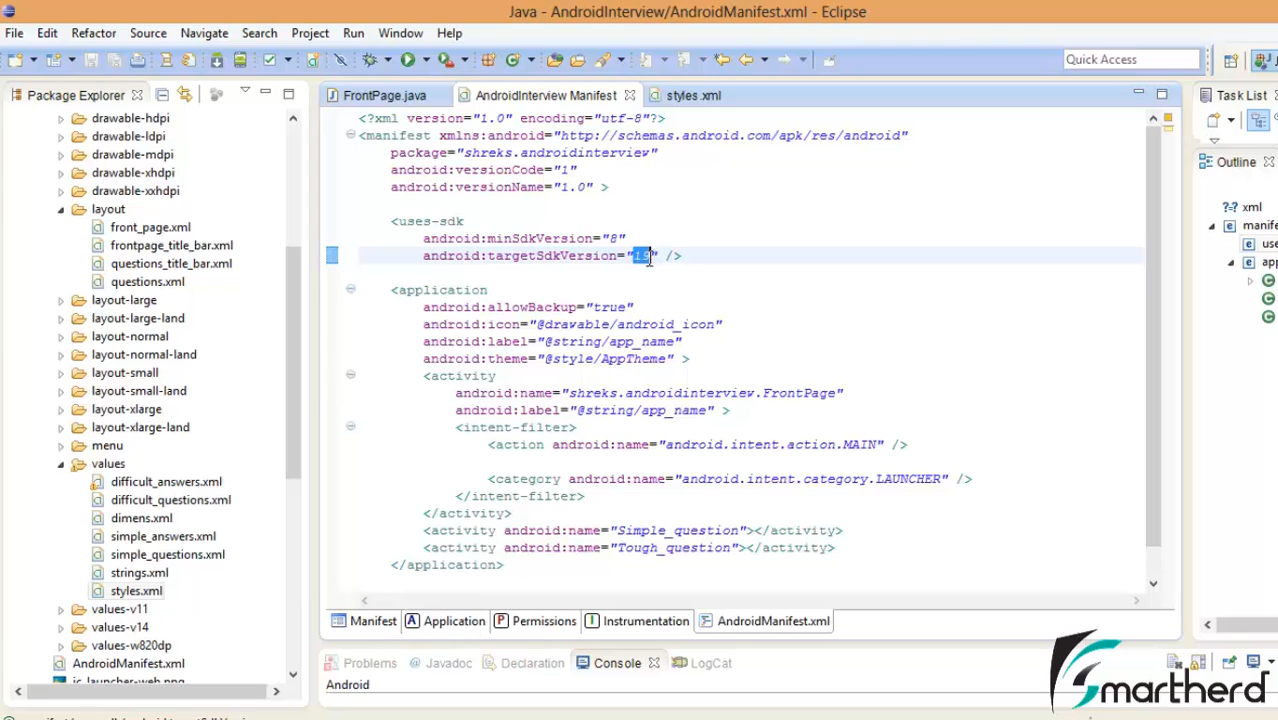 Java - AndroidInterview/AndroidManifest.xml - Eclipse
File Edit Refactor Source Navigate Search Project Run Window Help
Quick Access
Package Explorer
drawable-hdpi
drawable-ldpi
drawable-mdpi
drawable-xhdpi
drawable-xxhdpi
layout
front_page.xml
frontpage_title_bar.xml
questions_title_bar.xml
questions.xml
layout-large
layout-large-land
layout-normal
layout-normal-land
layout-small
layout-small-land
layout-xlarge
layout-xlarge-land
menu
values
difficult_answers.xml
difficult_questions.xml
dimens.xml
simple_answers.xml
simple_questions.xml
strings.xml
styles.xml
values-v11
values-v14
values-w820dp
AndroidManifest.xml
ic_launcher-web.png
FrontPage.java AndroidInterview Manifest styles.xml
<?xml version="1.0" encoding="utf-8"?>
<manifest xmlns:android="http://schemas.android.com/apk/res/android"
package="shreks.androidinterview"
android:versionCode="1"
android:versionName="1.0" >
<uses-sdk
android:minSdkVersion="8"
android:targetSdkVersion="19" />
<application
android:allowBackup="true"
android:icon="@drawable/android_icon"
android:label="@string/app_name"
android:theme="@style/AppTheme" >
<activity
android:name="shreks.androidinterview.FrontPage"
android:label="@string/app_name" >
<intent-filter>
<action android:name="android.intent.action.MAIN" />
<category android:name="android.intent.category.LAUNCHER" />
</intent-filter>
</activity>
<activity android:name="Simple_question"></activity>
<activity android:name="Tough_question"></activity>
</application>
Manifest Application Permissions Instrumentation AndroidManifest.xml
Problems Javadoc Declaration Console LogCat
Android
Task List
Outline
xml
manife
use
app
Smartherd